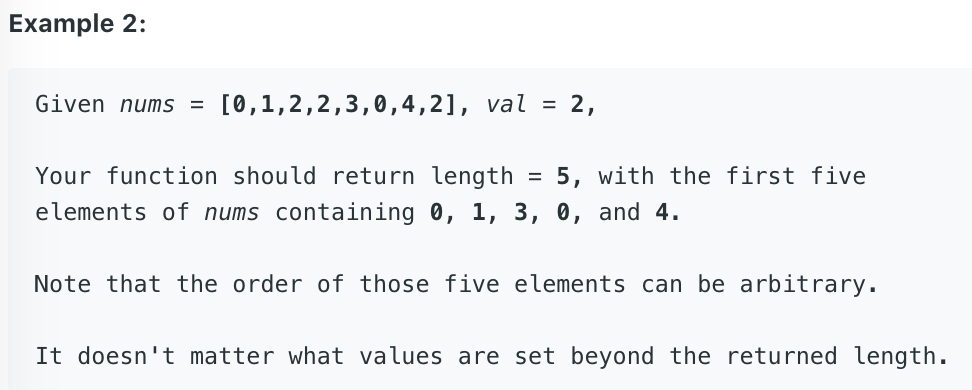 Example 2:
Given nums = [0,1,2,2,3,0,4,2], val = 2,
Your function should return length = 5, with the first five
elements of nums containing 0, 1, 3, 0, and 4.
Note that the order of those five elements can be arbitrary.
It doesn't matter what values are set beyond the returned length.